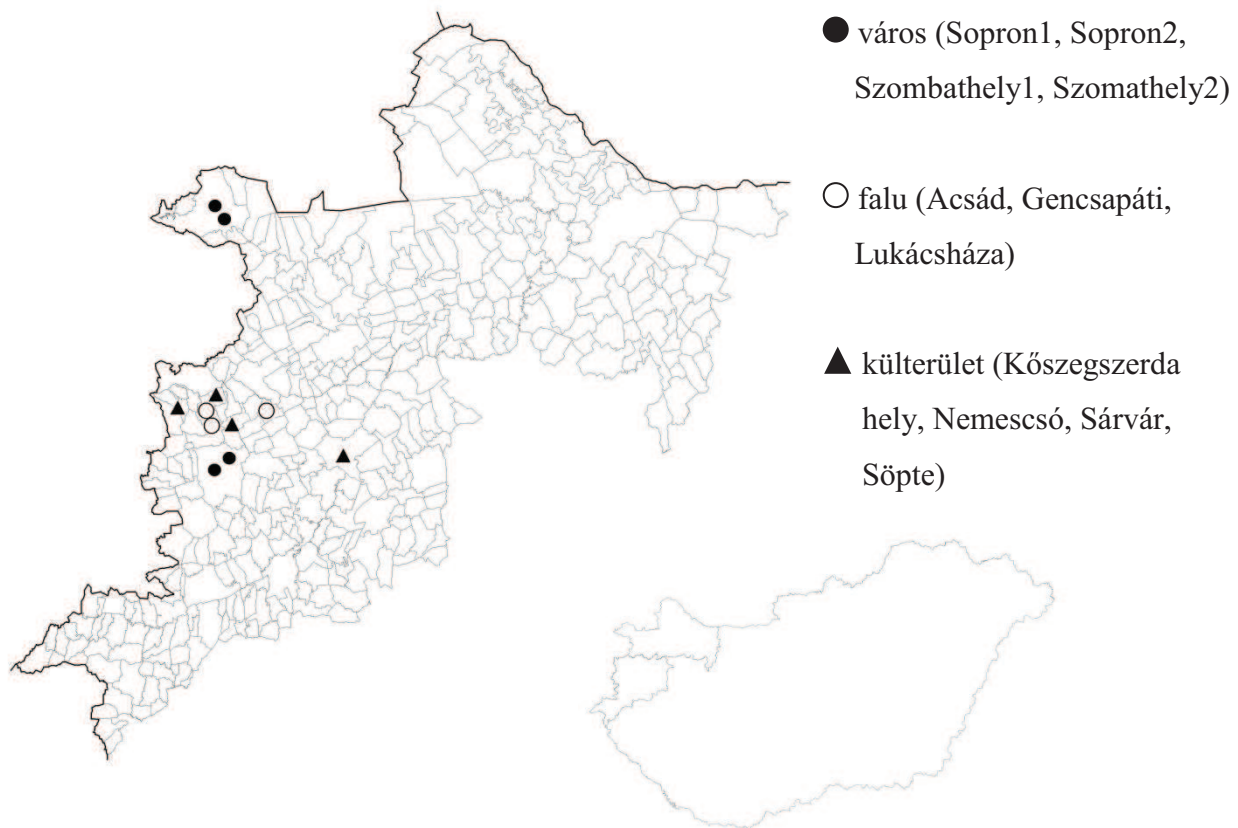 város (Sopron1, Sopron2,
Szombathely1, Szomathely2)
falu (Acsád, Gencsapáti,
Lukácsháza)
külterület (Kőszegszerda
hely, Nemescsó, Sárvár,
Söpte)